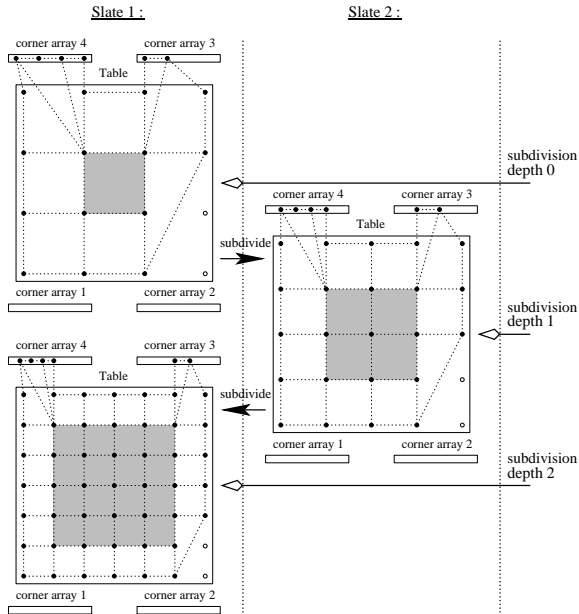 Slate 1 :
Slate 2 :
corner array 4
corner array 3
Table
subdivision
depth 0
corner array 4
corner array 3
Table
subdivide
corner array 1
corner array 2
subdivision
depth 1
corner array 4
corner array 3
Table
subdivide
corner array 1
corner array 2
subdivision
depth 2
corner array 1
corner array 2